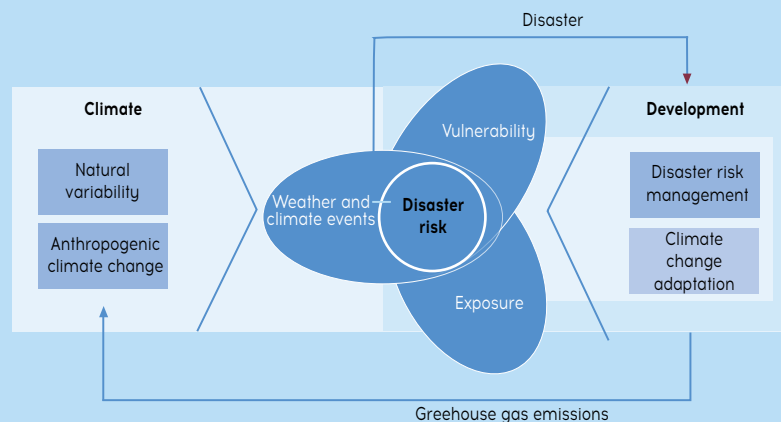 Disaster
Climate
Natural
variability
Anthropogenic
climate change
Vulnerability
Weather and
climate events
Disaster
risk
Exposure
Development
Disaster risk
management
Climate
change
adaptation
Greehouse gas emissions